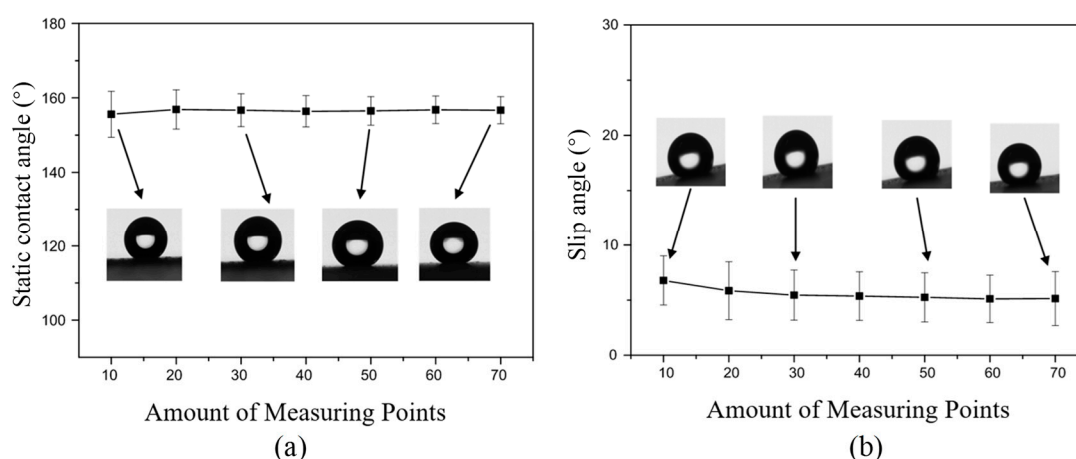 180
160
140
120
100
Static contact angle (°)
10 20 30 40 50 60 70
Amount of Measuring Points
(a)
30
20
10
0
Slip angle (°)
10 20 30 40 50 60 70
Amount of Measuring Points
(b)